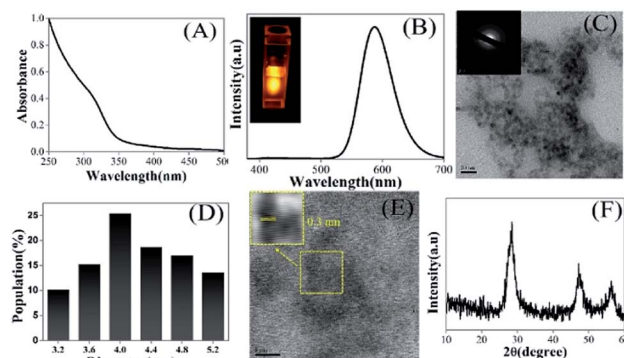 (A)
Absorbance
1.0
0.8
0.6
0.4
0.2
0.0
250 300 350 400 450 500
Wavelength(nm)
(B)
Intensity(a.u)
400 500 600 700
Wavelength(nm)
(C)
(D)
Population(%)
25
20
15
10
5
0
3.2 3.6 4.0 4.4 4.8 5.2
(E)
0.3 nm
(F)
Intensity(a.u)
10 20 30 40 50 60
2θ(degree)